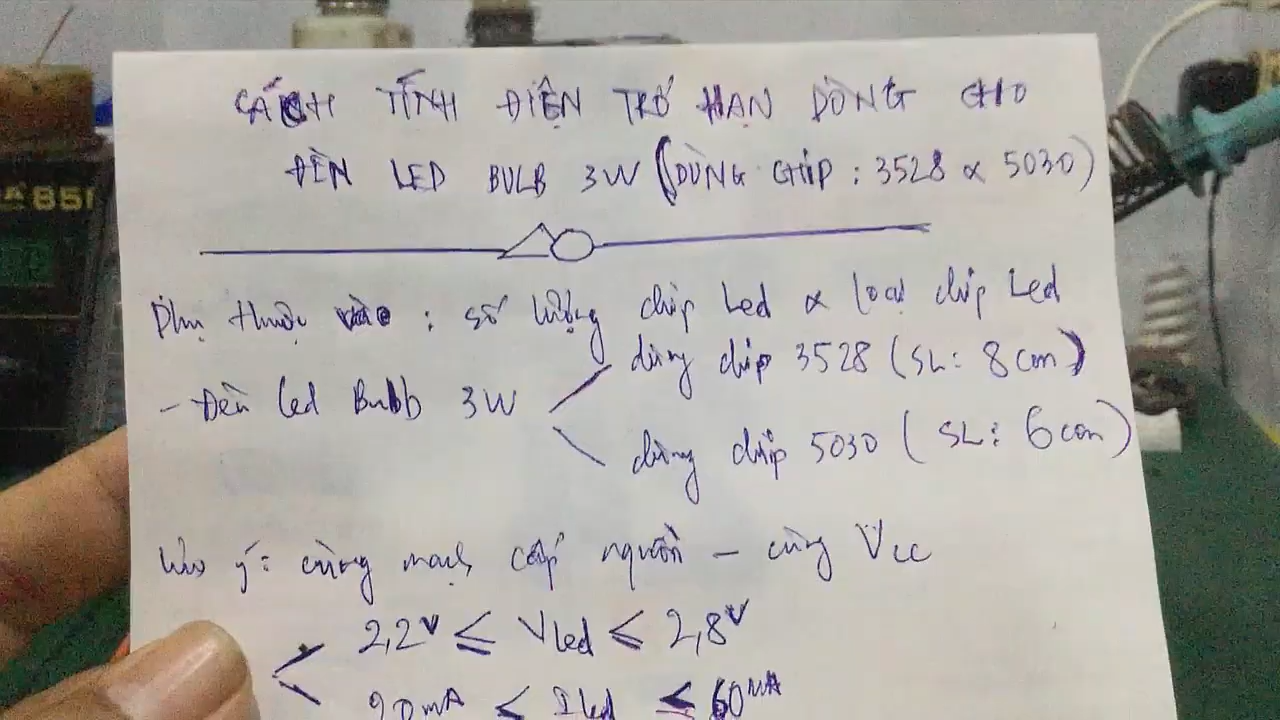 CÁCH TÍNH ĐIỆN TRỞ HẠN DÒNG CHO
ĐÈN LED BULB 3W (DÙNG CHIP : 3528 & 5030)
Phụ thuộc vào : số lượng chip Led & loại chip Led
- Đèn led Bulb 3W
dùng chip 3528 (SL: 8 con)
dùng chip 5030 (SL: 6 con)
Lưu ý: cùng mạch cấp nguồn - cùng Vcc
2,2V ≤ Vled ≤ 2,8V
20mA ≤ Iled ≤ 60mA
851